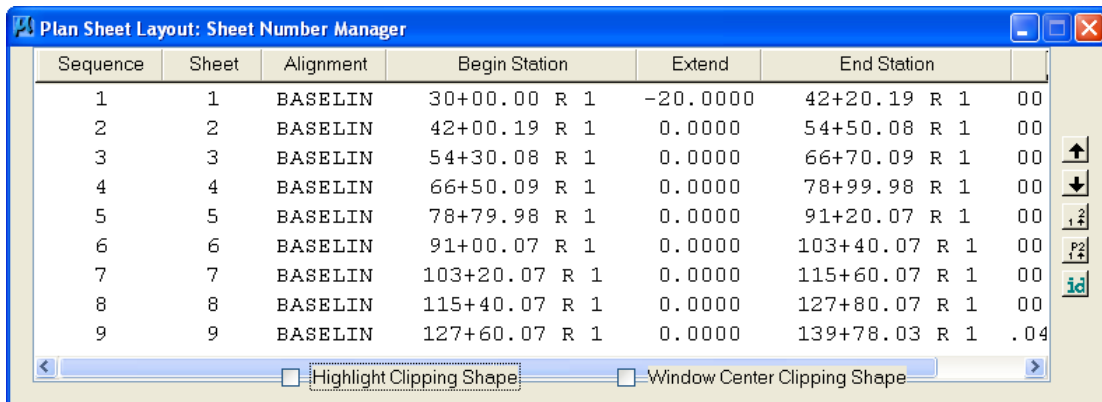 Plan Sheet Layout: Sheet Number Manager
Sequence Sheet Alignment Begin Station Extend End Station
1 1 BASELIN 30+00.00 R 1 -20.0000 42+20.19 R 1 00
2 2 BASELIN 42+00.19 R 1 0.0000 54+50.08 R 1 00
3 3 BASELIN 54+30.08 R 1 0.0000 66+70.09 R 1 00
4 4 BASELIN 66+50.09 R 1 0.0000 78+99.98 R 1 00
5 5 BASELIN 78+79.98 R 1 0.0000 91+20.07 R 1 00
6 6 BASELIN 91+00.07 R 1 0.0000 103+40.07 R 1 00
7 7 BASELIN 103+20.07 R 1 0.0000 115+60.07 R 1 00
8 8 BASELIN 115+40.07 R 1 0.0000 127+80.07 R 1 00
9 9 BASELIN 127+60.07 R 1 0.0000 139+78.03 R 1 .04
1 2
P2 1
id
Highlight Clipping Shape Window Center Clipping Shape